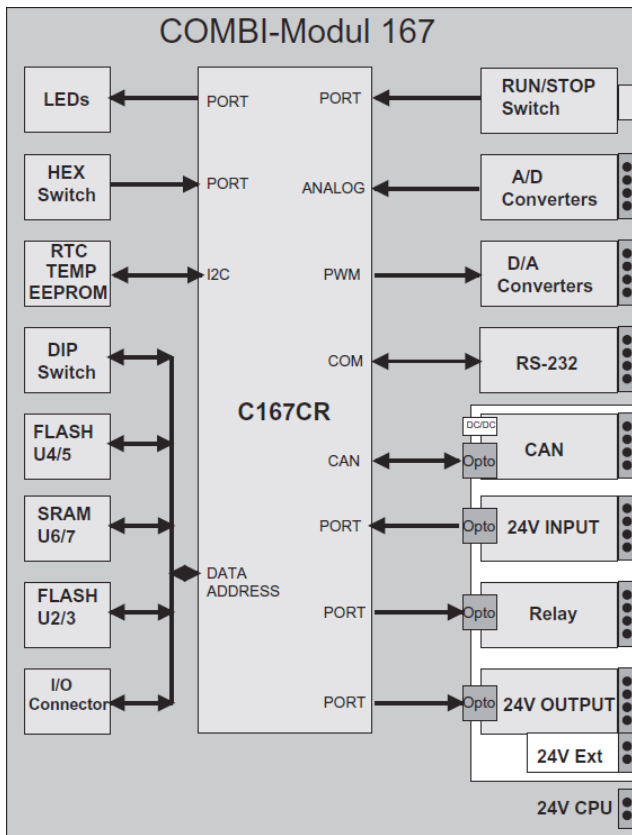 COMBI-Modul 167
LEDs
HEX
Switch
RTC
TEMP
EEPROM
DIP
Switch
FLASH
U4/5
SRAM
U6/7
FLASH
U2/3
I/O
Connector
PORT
PORT
I2C
DATA
ADDRESS
C167CR
PORT
ANALOG
PWM
COM
CAN
PORT
PORT
PORT
RUN/STOP
Switch
A/D
Converters
D/A
Converters
RS-232
DC/DC
Opto
CAN
Opto
24V INPUT
Opto
Relay
Opto
24V OUTPUT
24V Ext
24V CPU